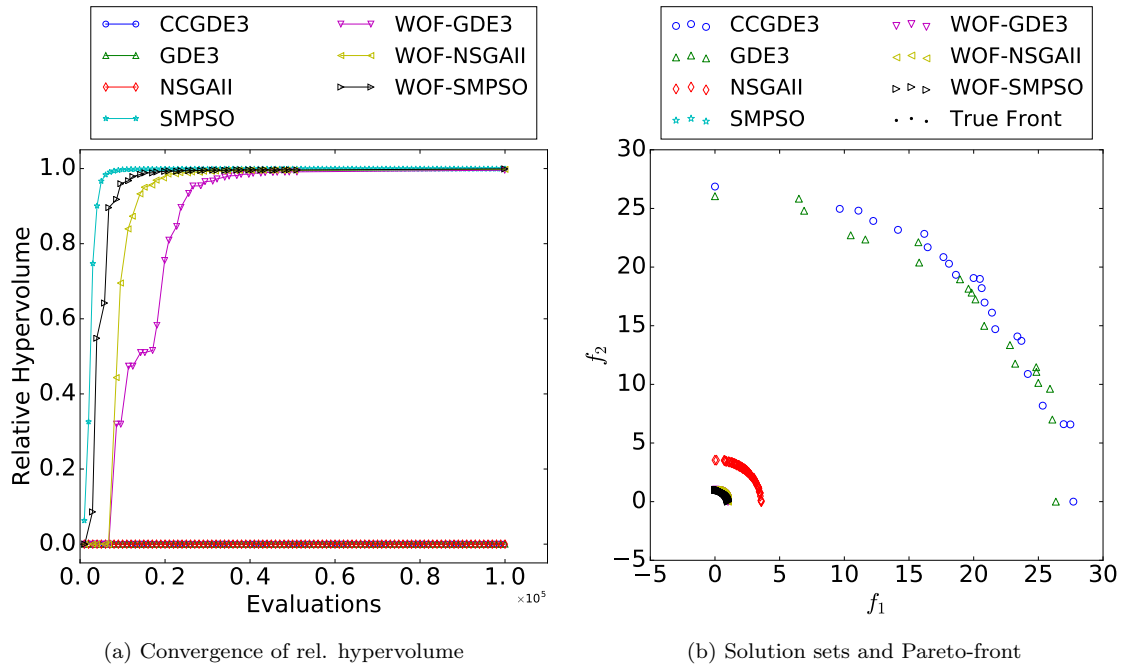 CCGDE3
GDE3
NSGAII
SMPSO
WOF-GDE3
WOF-NSGAII
WOF-SMPSO
1.0
0.8
0.6
0.4
0.2
0.0
Relative Hypervolume
0.0 0.2 0.4 0.6 0.8 1.0
×10⁵
Evaluations
(a) Convergence of rel. hypervolume
CCGDE3
GDE3
NSGAII
SMPSO
WOF-GDE3
WOF-NSGAII
WOF-SMPSO
True Front
30
25
20
15
10
5
0
−5
f₂
−5 0 5 10 15 20 25 30
f₁
(b) Solution sets and Pareto-front